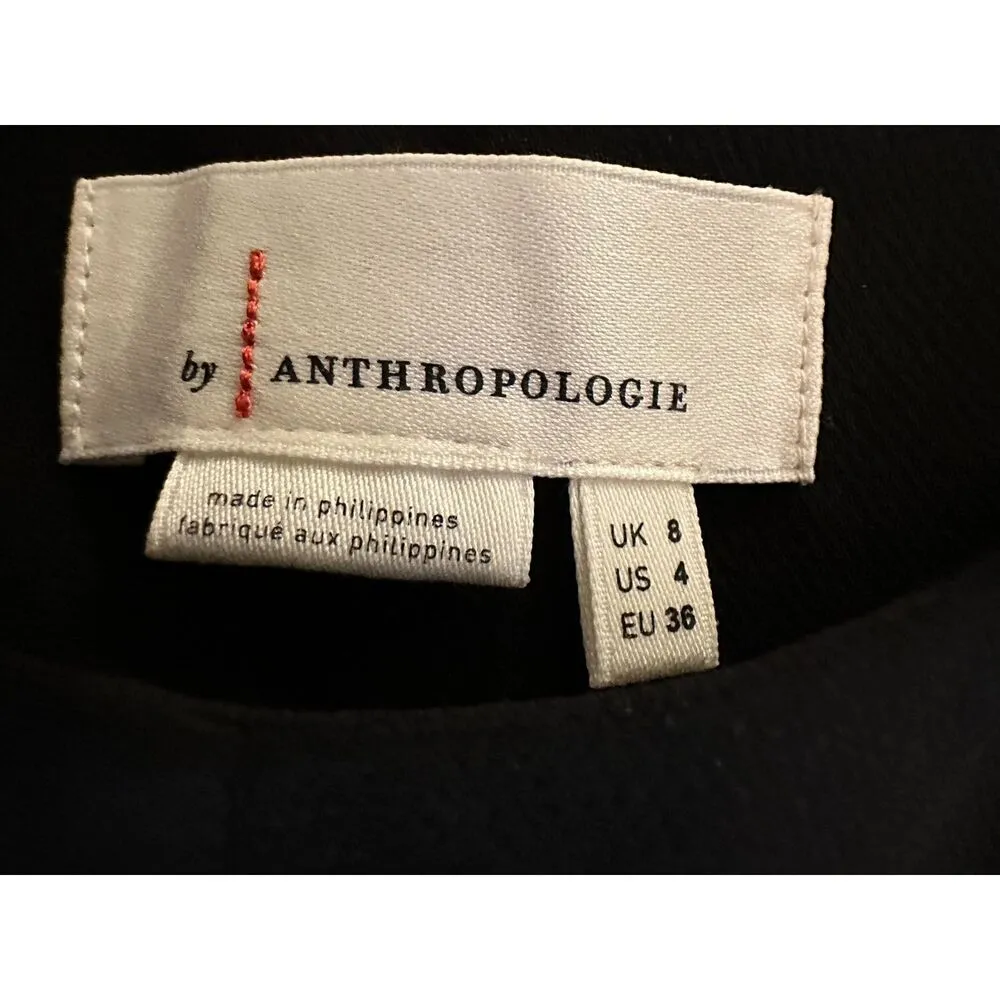 by ANTHROPOLOGIE
made in philippines
fabriqué aux philippines
UK 8
US 4
EU 36